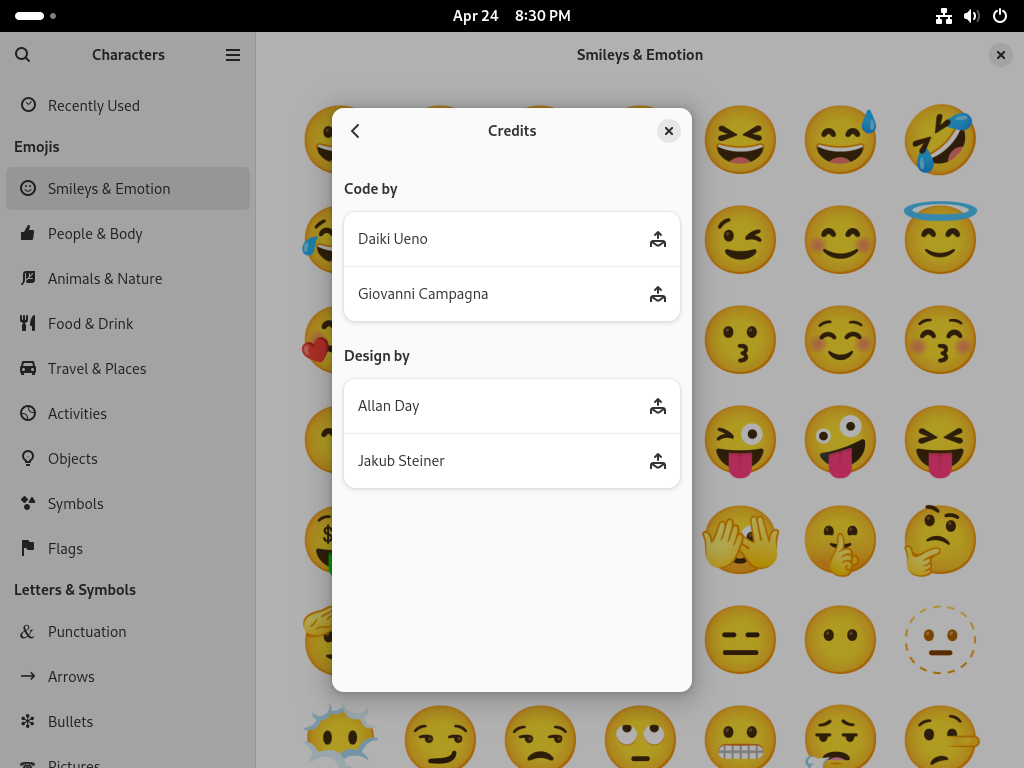 Apr 24 8:30 PM
Characters
Smileys & Emotion
Recently Used
Emojis
Smileys & Emotion
People & Body
Animals & Nature
Food & Drink
Travel & Places
Activities
Objects
Symbols
Flags
Letters & Symbols
& Punctuation
Arrows
Bullets
Pictures
Credits
Code by
Daiki Ueno
Giovanni Campagna
Design by
Allan Day
Jakub Steiner